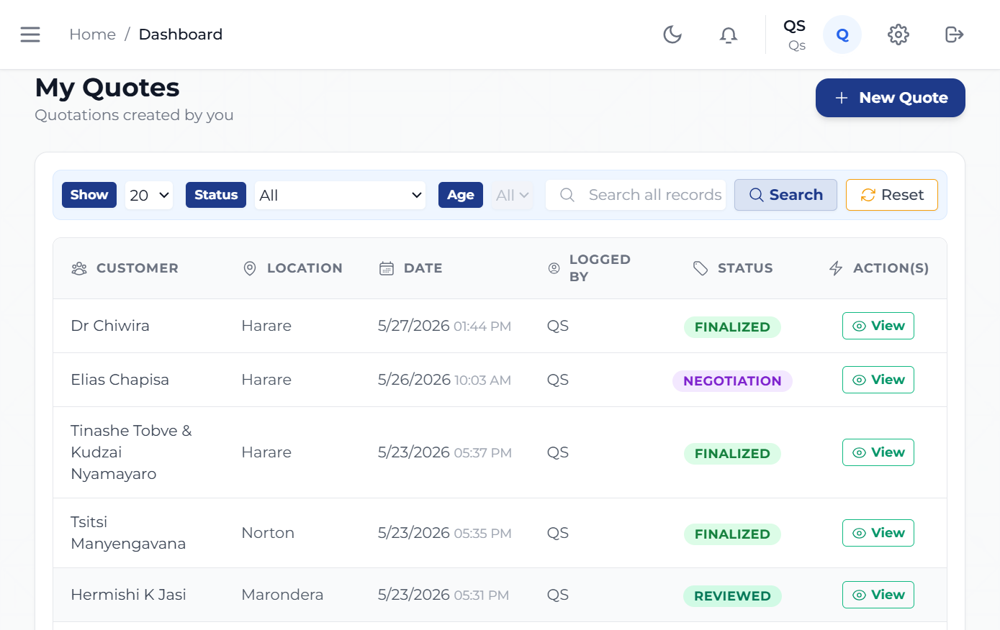 Home / Dashboard
QS
Qs
Q
My Quotes
Quotations created by you
+ New Quote
Show 20 Status All Age All Search all records Search Reset
CUSTOMER LOCATION DATE LOGGED BY STATUS ACTION(S)
Dr Chiwira Harare 5/27/2026 01:44 PM QS FINALIZED View
Elias Chapisa Harare 5/26/2026 10:03 AM QS NEGOTIATION View
Tinashe Tobve &
Kudzai
Nyamayaro
Harare 5/23/2026 05:37 PM QS FINALIZED View
Tsitsi
Manyengavana
Norton 5/23/2026 05:35 PM QS FINALIZED View
Hermishi K Jasi Marondera 5/23/2026 05:31 PM QS REVIEWED View